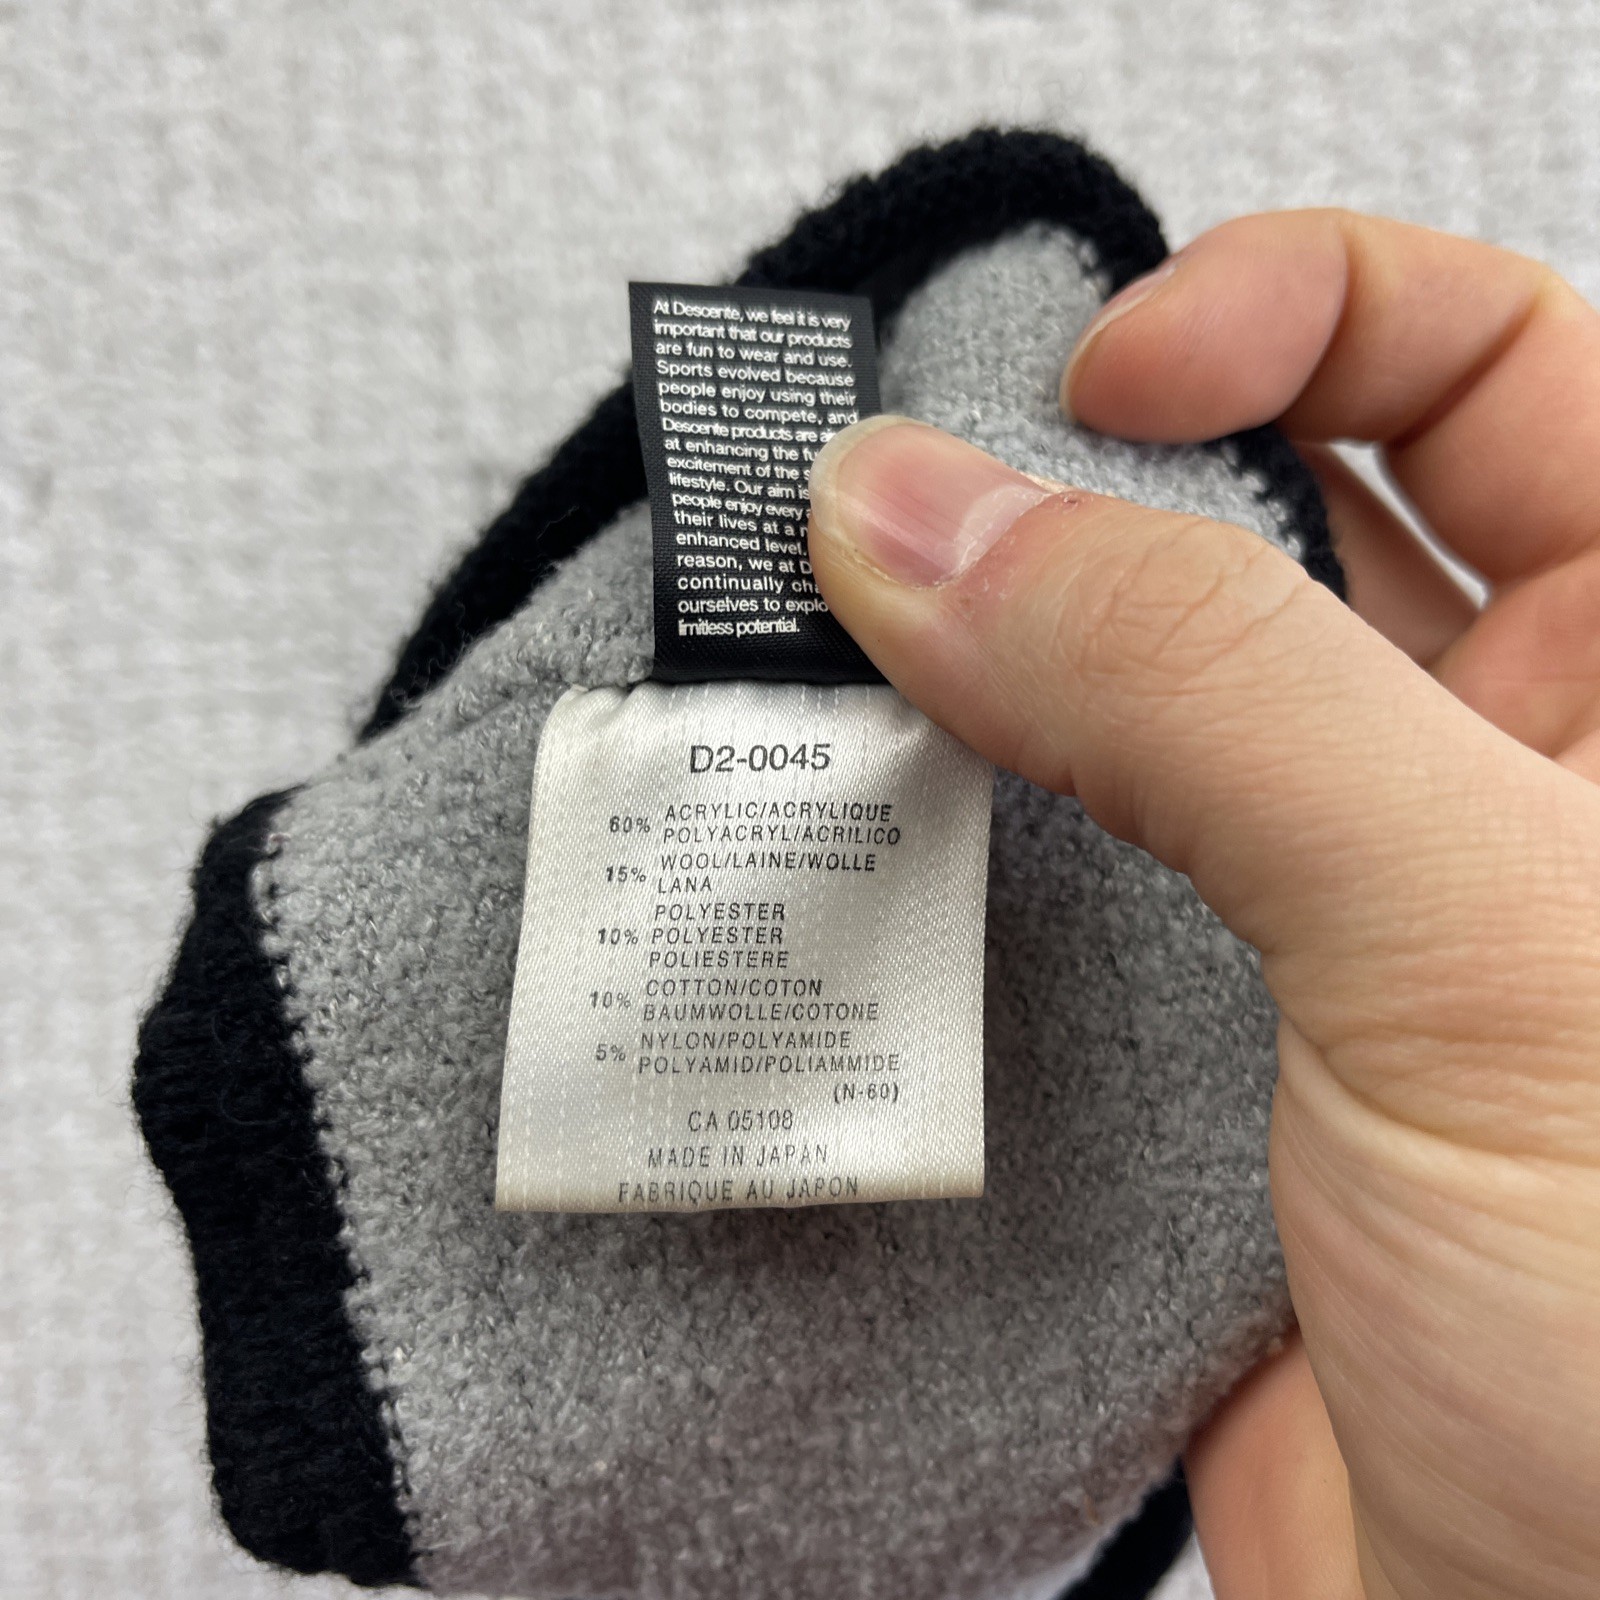 At Descente, we feel it is very
important that our products
are fun to wear and use.
Sports evolved because
people enjoy using their
bodies to compete, and
Descente products are
at enhancing the
excitement of the
lifestyle. Our aim is
people enjoy every
their lives at a
enhanced level.
reason, we at
continually
ourselves to
limitless potential.
D2-0045
60% ACRYLIC/ACRYLIQUE
POLYACRYL/ACRILICO
15% WOOL/LAINE/WOLLE
LANA
POLYESTER
10% POLYESTER
POLIESTERE
10% COTTON/COTON
BAUMWOLLE/COTONE
5% NYLON/POLYAMIDE
POLYAMID/POLIAMMIDE
(N-60)
CA 05108
MADE IN JAPAN
FABRIQUE AU JAPON